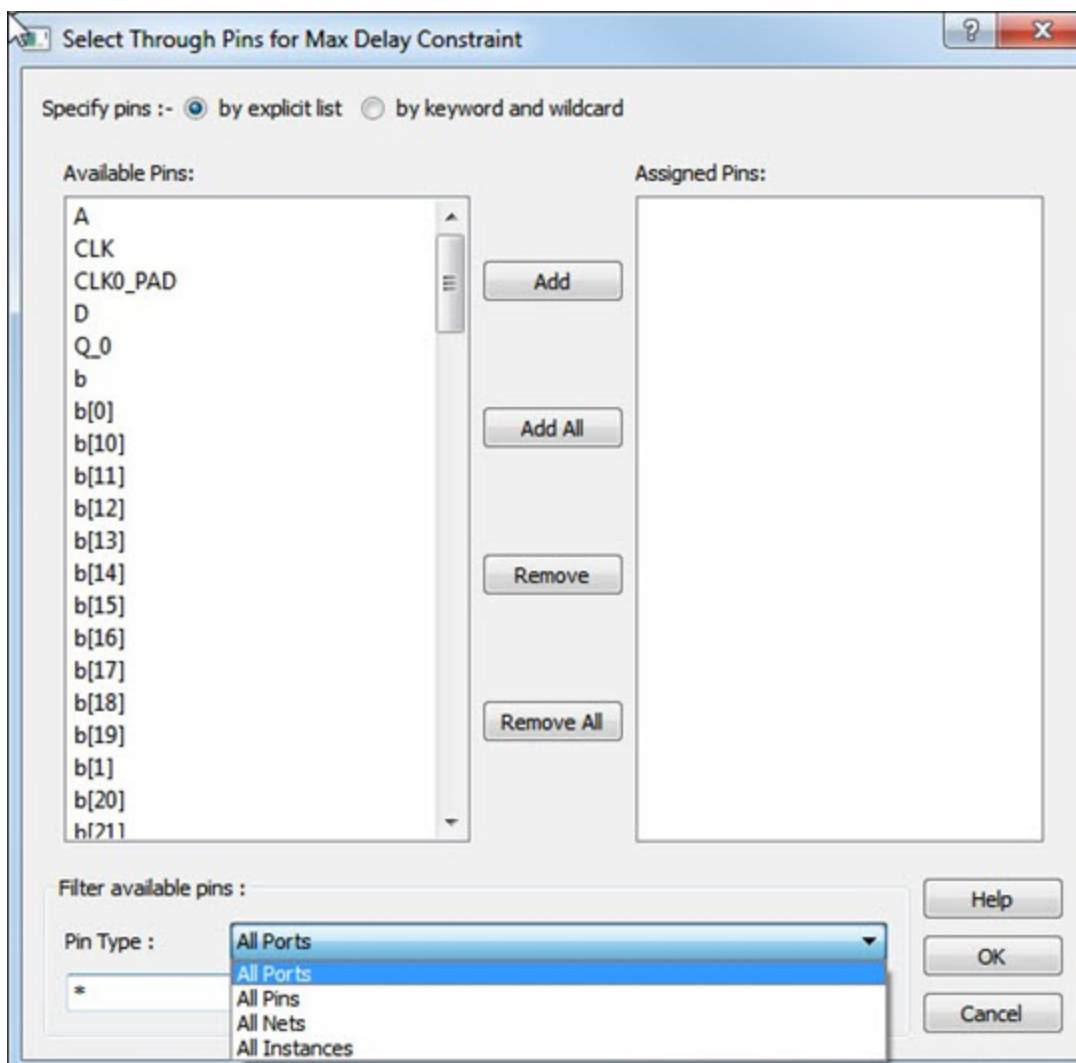 Select Through Pins for Max Delay Constraint
Specify pins :- by explicit list by keyword and wildcard
Available Pins:
Assigned Pins:
A
CLK
CLK0_PAD
D
Q_0
b
b[0]
b[10]
b[11]
b[12]
b[13]
b[14]
b[15]
b[16]
b[17]
b[18]
b[19]
b[1]
b[20]
b[21]
Add
Add All
Remove
Remove All
Filter available pins :
Pin Type : All Ports
*
All Ports
All Pins
All Nets
All Instances
Help
OK
Cancel